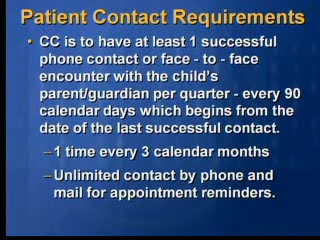 Patient Contact Requirements
• CC is to have at least 1 successful
phone contact or face - to - face
encounter with the child's
parent/guardian per quarter - every 90
calendar days which begins from the
date of the last successful contact.
–1 time every 3 calendar months
–Unlimited contact by phone and
mail for appointment reminders.